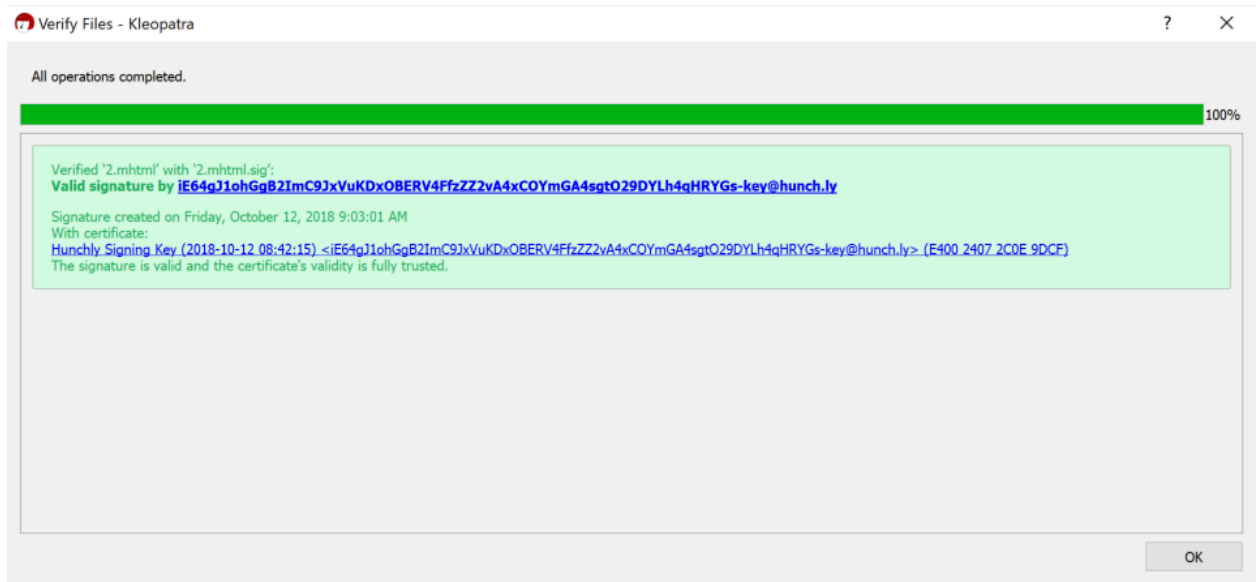 Verify Files - Kleopatra
?
All operations completed.
100%
Verified '2.mhtml' with '2.mhtml.sig':
Valid signature by iE64gJ1ohGgB2ImC9JxVuKDxOBERV4FfzZZ2vA4xCOYmGA4sgtO29DYLh4qHRYGs-key@hunch.ly
Signature created on Friday, October 12, 2018 9:03:01 AM
With certificate:
Hunchly Signing Key (2018-10-12 08:42:15) <iE64gJ1ohGgB2ImC9JxVuKDxOBERV4FfzZZ2vA4xCOYmGA4sgtO29DYLh4qHRYGs-key@hunch.ly> (E400 2407 2C0E 9DCF)
The signature is valid and the certificate's validity is fully trusted.
OK